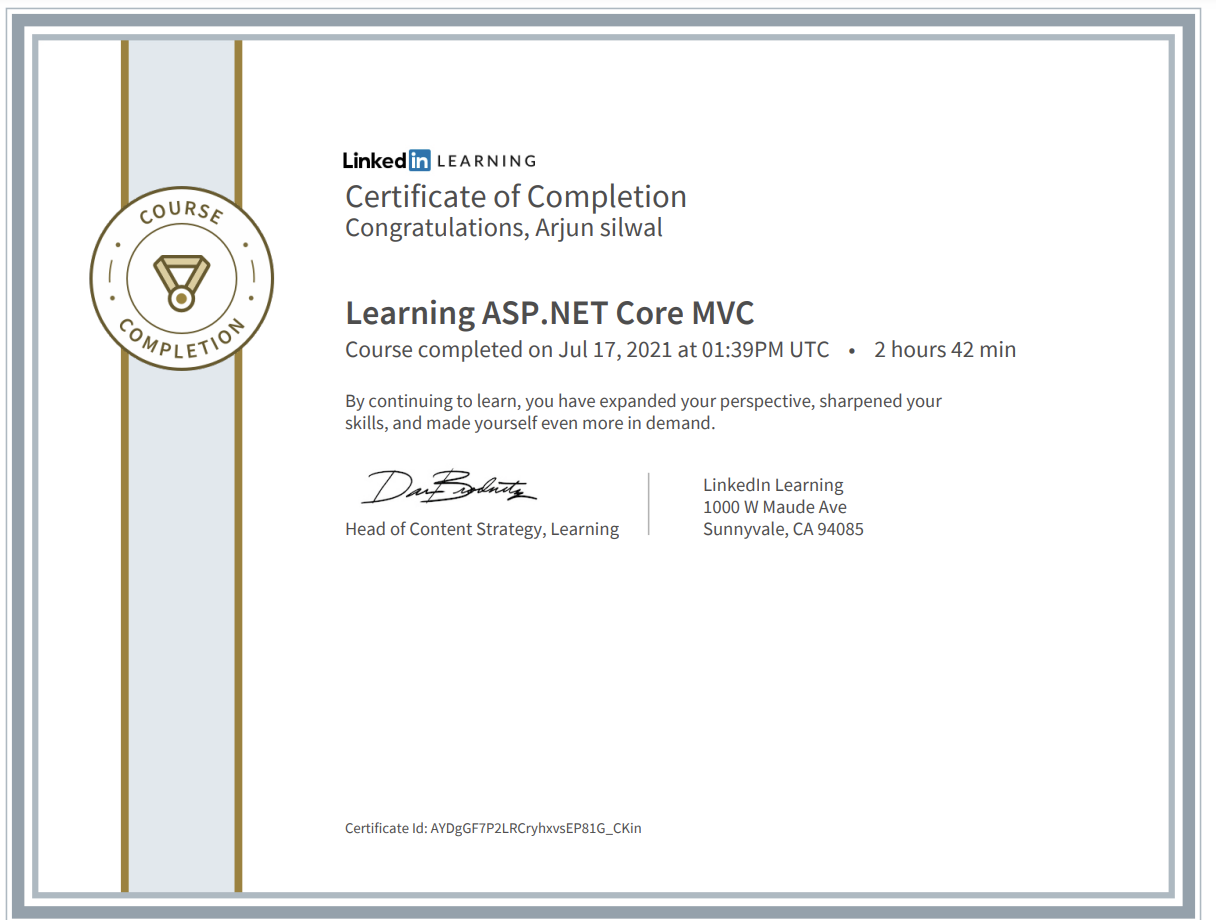 LinkedIn LEARNING
Certificate of Completion
Congratulations, Arjun silwal
COURSE
COMPLETION
Learning ASP.NET Core MVC
Course completed on Jul 17, 2021 at 01:39PM UTC • 2 hours 42 min
By continuing to learn, you have expanded your perspective, sharpened your
skills, and made yourself even more in demand.
Head of Content Strategy, Learning
LinkedIn Learning
1000 W Maude Ave
Sunnyvale, CA 94085
Certificate Id: AYDgGF7P2LRCryhxvsEP81G_CKin